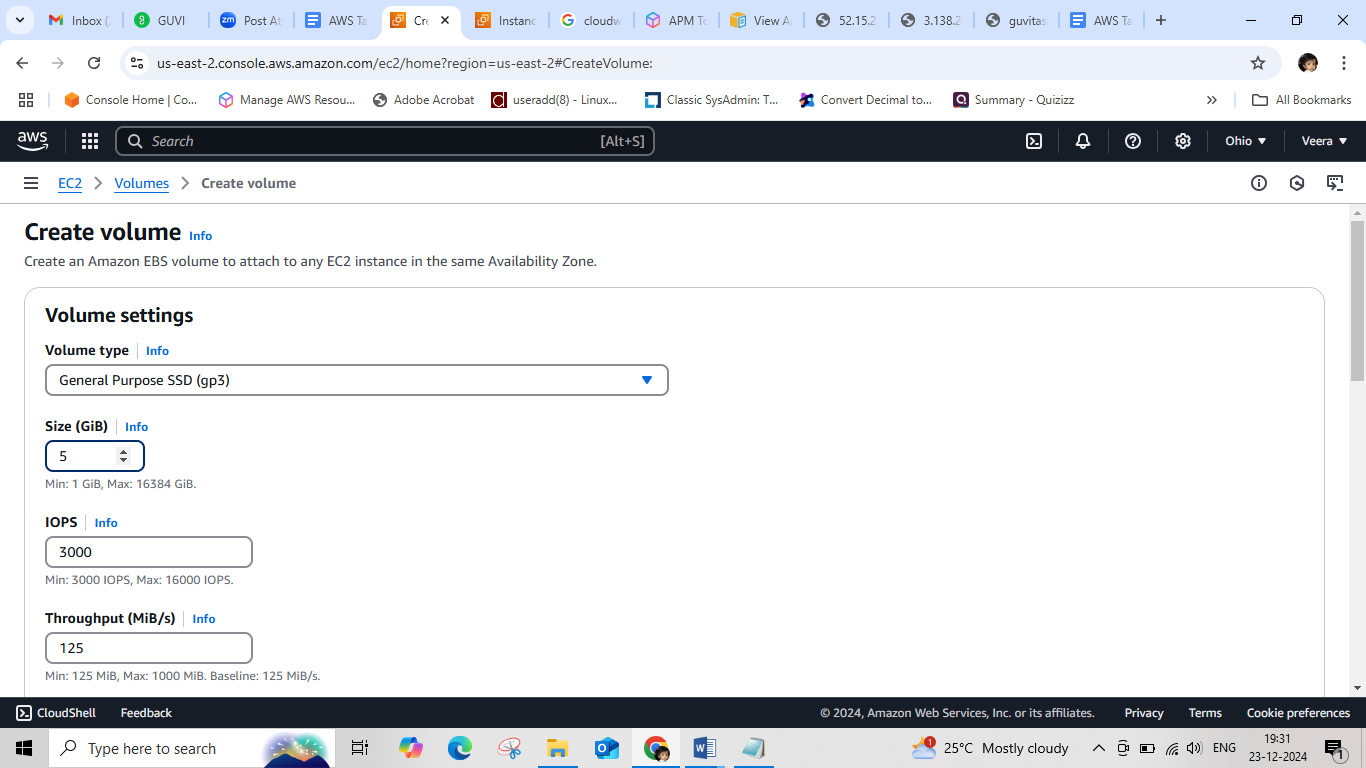 Inbox (
GUVI
Post At
AWS Ta
Cre
Instanc
cloudw
APM To
View A
52.15.2
3.138.2
guvitas
AWS Ta
us-east-2.console.aws.amazon.com/ec2/home?region=us-east-2#CreateVolume:
Console Home | Co...
Manage AWS Resou...
Adobe Acrobat
useradd(8) - Linux...
Classic SysAdmin: T...
Convert Decimal to...
Summary - Quizizz
All Bookmarks
aws
Search
[Alt+S]
Ohio
Veera
EC2
Volumes
Create volume
Create volume Info
Create an Amazon EBS volume to attach to any EC2 instance in the same Availability Zone.
Volume settings
Volume type Info
General Purpose SSD (gp3)
Size (GiB) Info
5
Min: 1 GiB, Max: 16384 GiB.
IOPS Info
3000
Min: 3000 IOPS, Max: 16000 IOPS.
Throughput (MiB/s) Info
125
Min: 125 MiB, Max: 1000 MiB. Baseline: 125 MiB/s.
CloudShell
Feedback
© 2024, Amazon Web Services, Inc. or its affiliates.
Privacy
Terms
Cookie preferences
Type here to search
1
25°C Mostly cloudy
ENG
19:31
23-12-2024
1